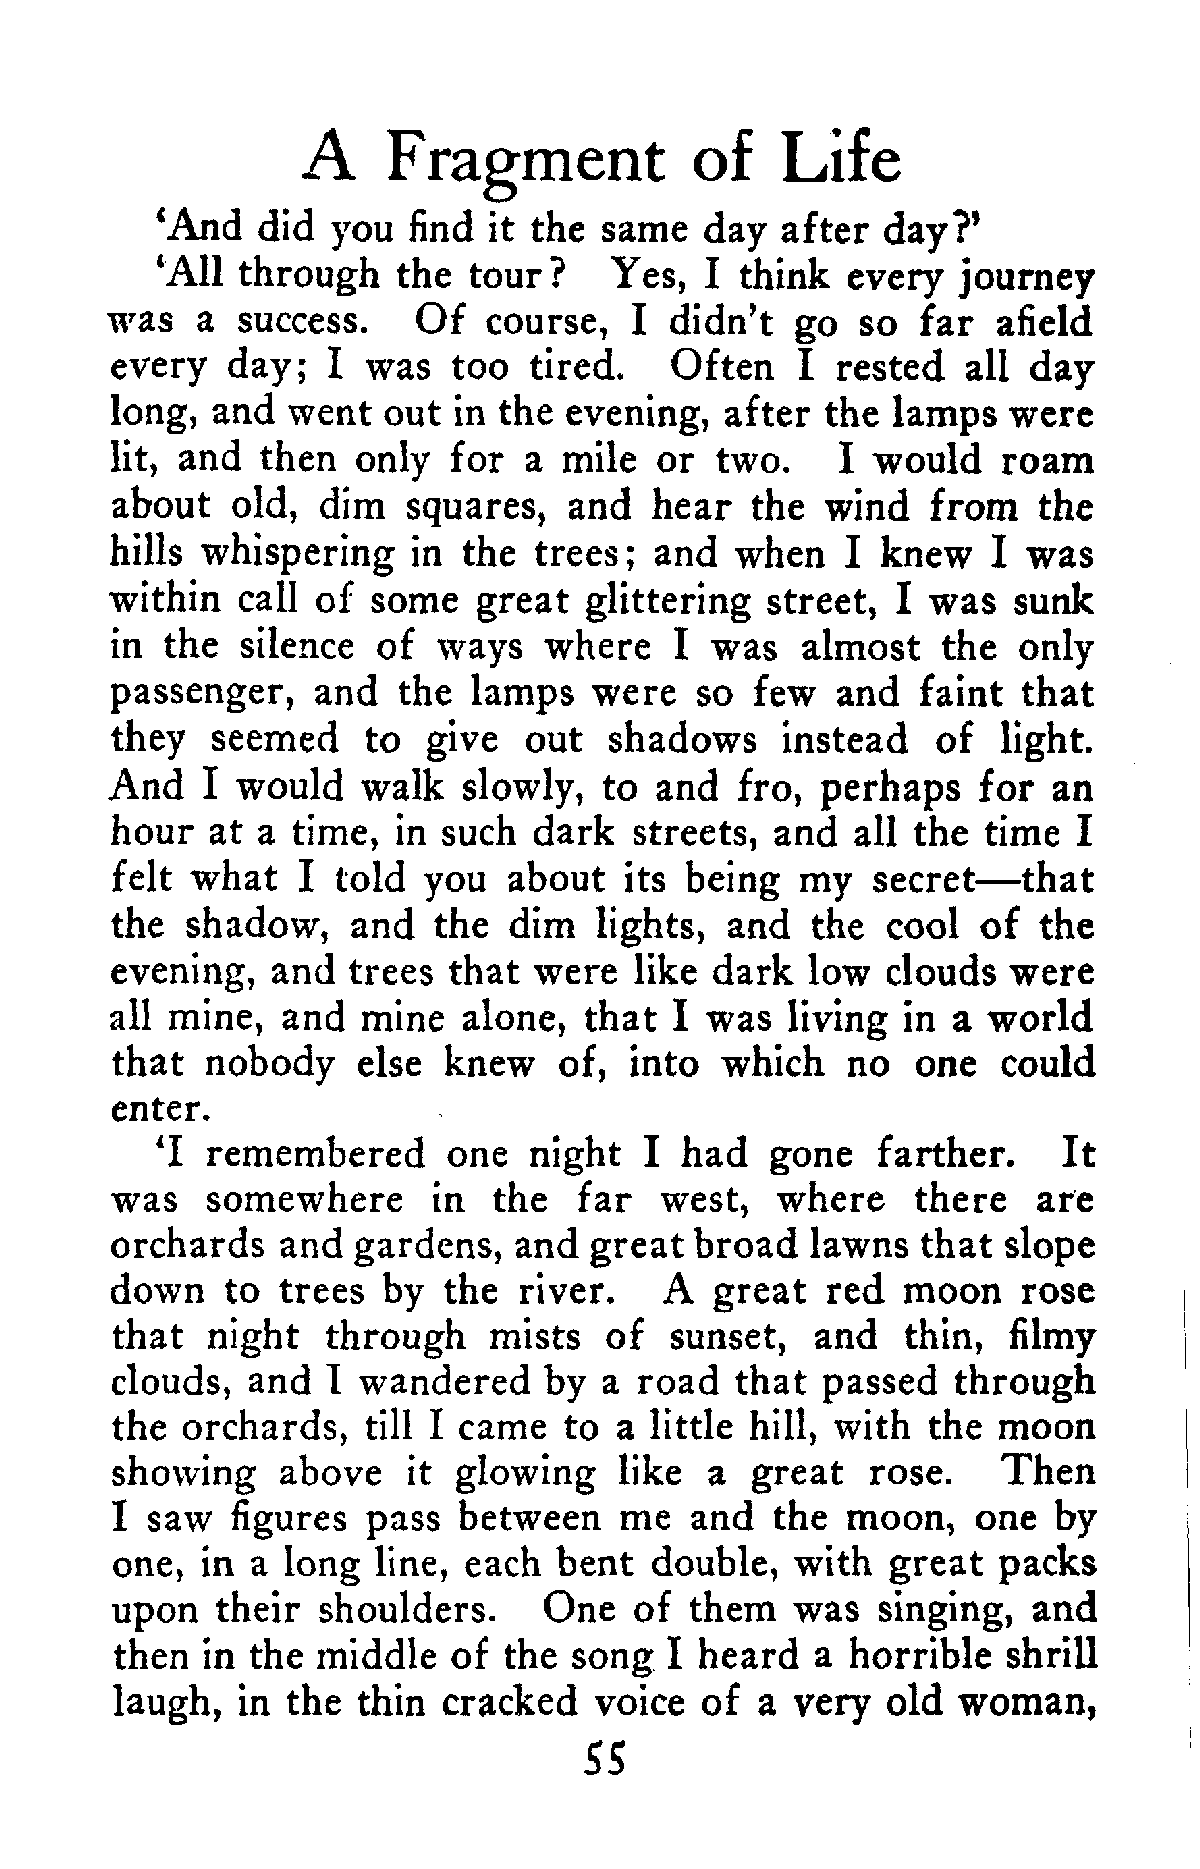 A Fragment of Life
‘And did you find it the same day after day?’
‘All through the tour? Yes, I think every journey
was a success. Of course, I didn’t go so far afield
every day; I was too tired. Often I rested all day
long, and went out in the evening, after the lamps were
lit, and then only for a mile or two. I would roam
about old, dim squares, and hear the wind from the
hills whispering in the trees; and when I knew I was
within call of some great glittering street, I was sunk
in the silence of ways where I was almost the only
passenger, and the lamps were so few and faint that
they seemed to give out shadows instead of light.
And I would walk slowly, to and fro, perhaps for an
hour at a time, in such dark streets, and all the time I
felt what I told you about its being my secret—that
the shadow, and the dim lights, and the cool of the
evening, and trees that were like dark low clouds were
all mine, and mine alone, that I was living in a world
that nobody else knew of, into which no one could
enter.
‘I remembered one night I had gone farther. It
was somewhere in the far west, where there are
orchards and gardens, and great broad lawns that slope
down to trees by the river. A great red moon rose
that night through mists of sunset, and thin, filmy
clouds, and I wandered by a road that passed through
the orchards, till I came to a little hill, with the moon
showing above it glowing like a great rose. Then
I saw figures pass between me and the moon, one by
one, in a long line, each bent double, with great packs
upon their shoulders. One of them was singing, and
then in the middle of the song I heard a horrible shrill
laugh, in the thin cracked voice of a very old woman,
55